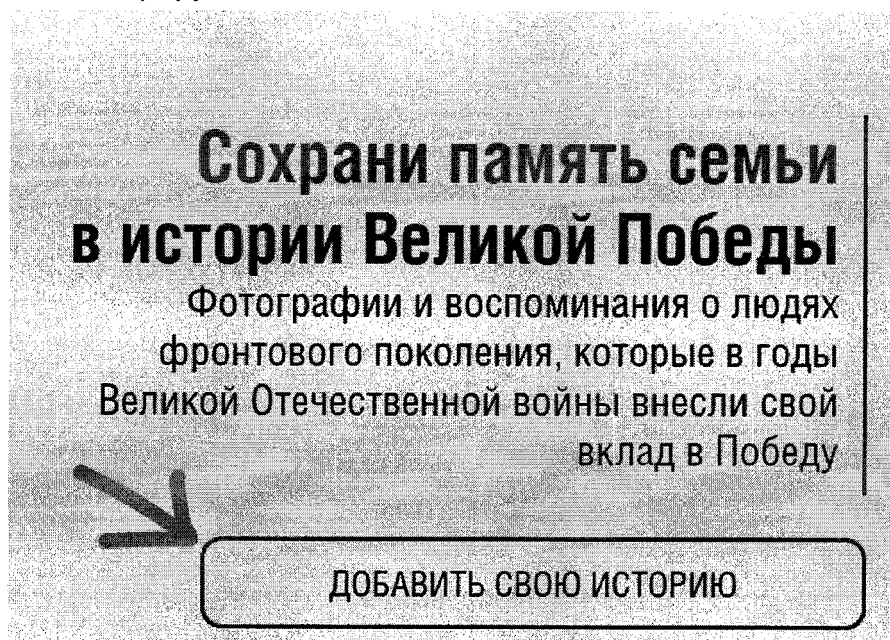 Сохрани память семьи
в истории Великой Победы
Фотографии и воспоминания о людях
фронтового поколения, которые в годы
Великой Отечественной войны внесли свой
вклад в Победу
ДОБАВИТЬ СВОЮ ИСТОРИЮ